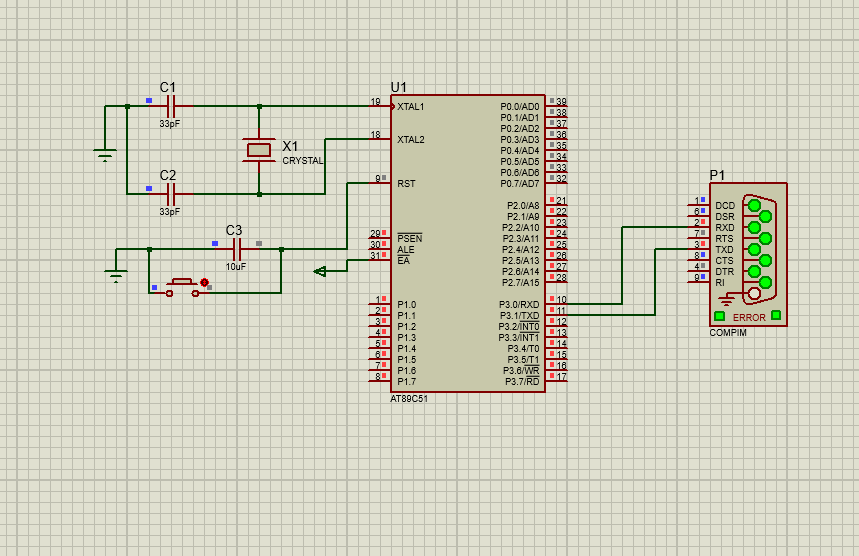 C1
33pF
X1
CRYSTAL
C2
33pF
C3
10uF
U1
19 XTAL1
18 XTAL2
9 RST
29 PSEN
30 ALE
31 EA
1 P1.0
2 P1.1
3 P1.2
4 P1.3
5 P1.4
6 P1.5
7 P1.6
8 P1.7
P0.0/AD0 39
P0.1/AD1 38
P0.2/AD2 37
P0.3/AD3 36
P0.4/AD4 35
P0.5/AD5 34
P0.6/AD6 33
P0.7/AD7 32
P2.0/A8 21
P2.1/A9 22
P2.2/A10 23
P2.3/A11 24
P2.4/A12 25
P2.5/A13 26
P2.6/A14 27
P2.7/A15 28
P3.0/RXD 10
P3.1/TXD 11
P3.2/INT0 12
P3.3/INT1 13
P3.4/T0 14
P3.5/T1 15
P3.6/WR 16
P3.7/RD 17
AT89C51
P1
1 DCD
6 DSR
2 RXD
7 RTS
3 TXD
8 CTS
4 DTR
9 RI
ERROR
COMPIM